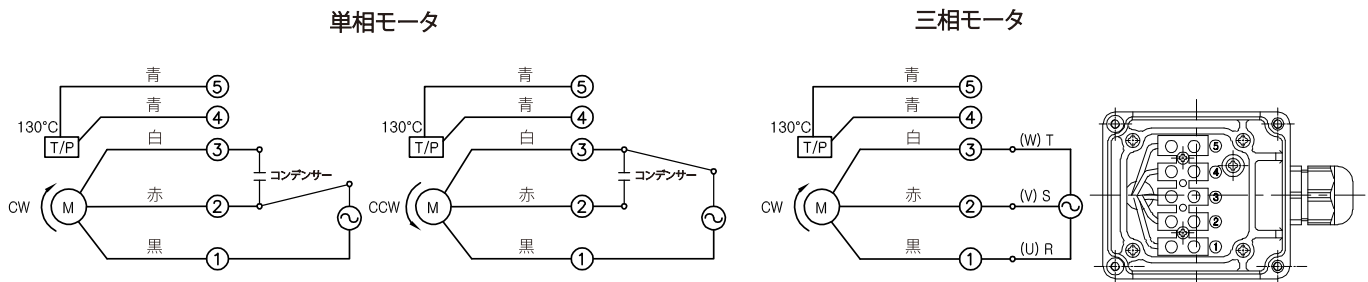 単相モータ
青 ⑤
青 ④
130°C
T/P
白 ③
コンデンサー
CW
M
赤 ②
黒 ①
青 ⑤
青 ④
130°C
T/P
白 ③
コンデンサー
CCW
M
赤 ②
黒 ①
三相モータ
青 ⑤
青 ④
130°C
T/P
白 ③ (W) T
CW
M
赤 ② (V) S
黒 ① (U) R
⑤
④
③
②
①